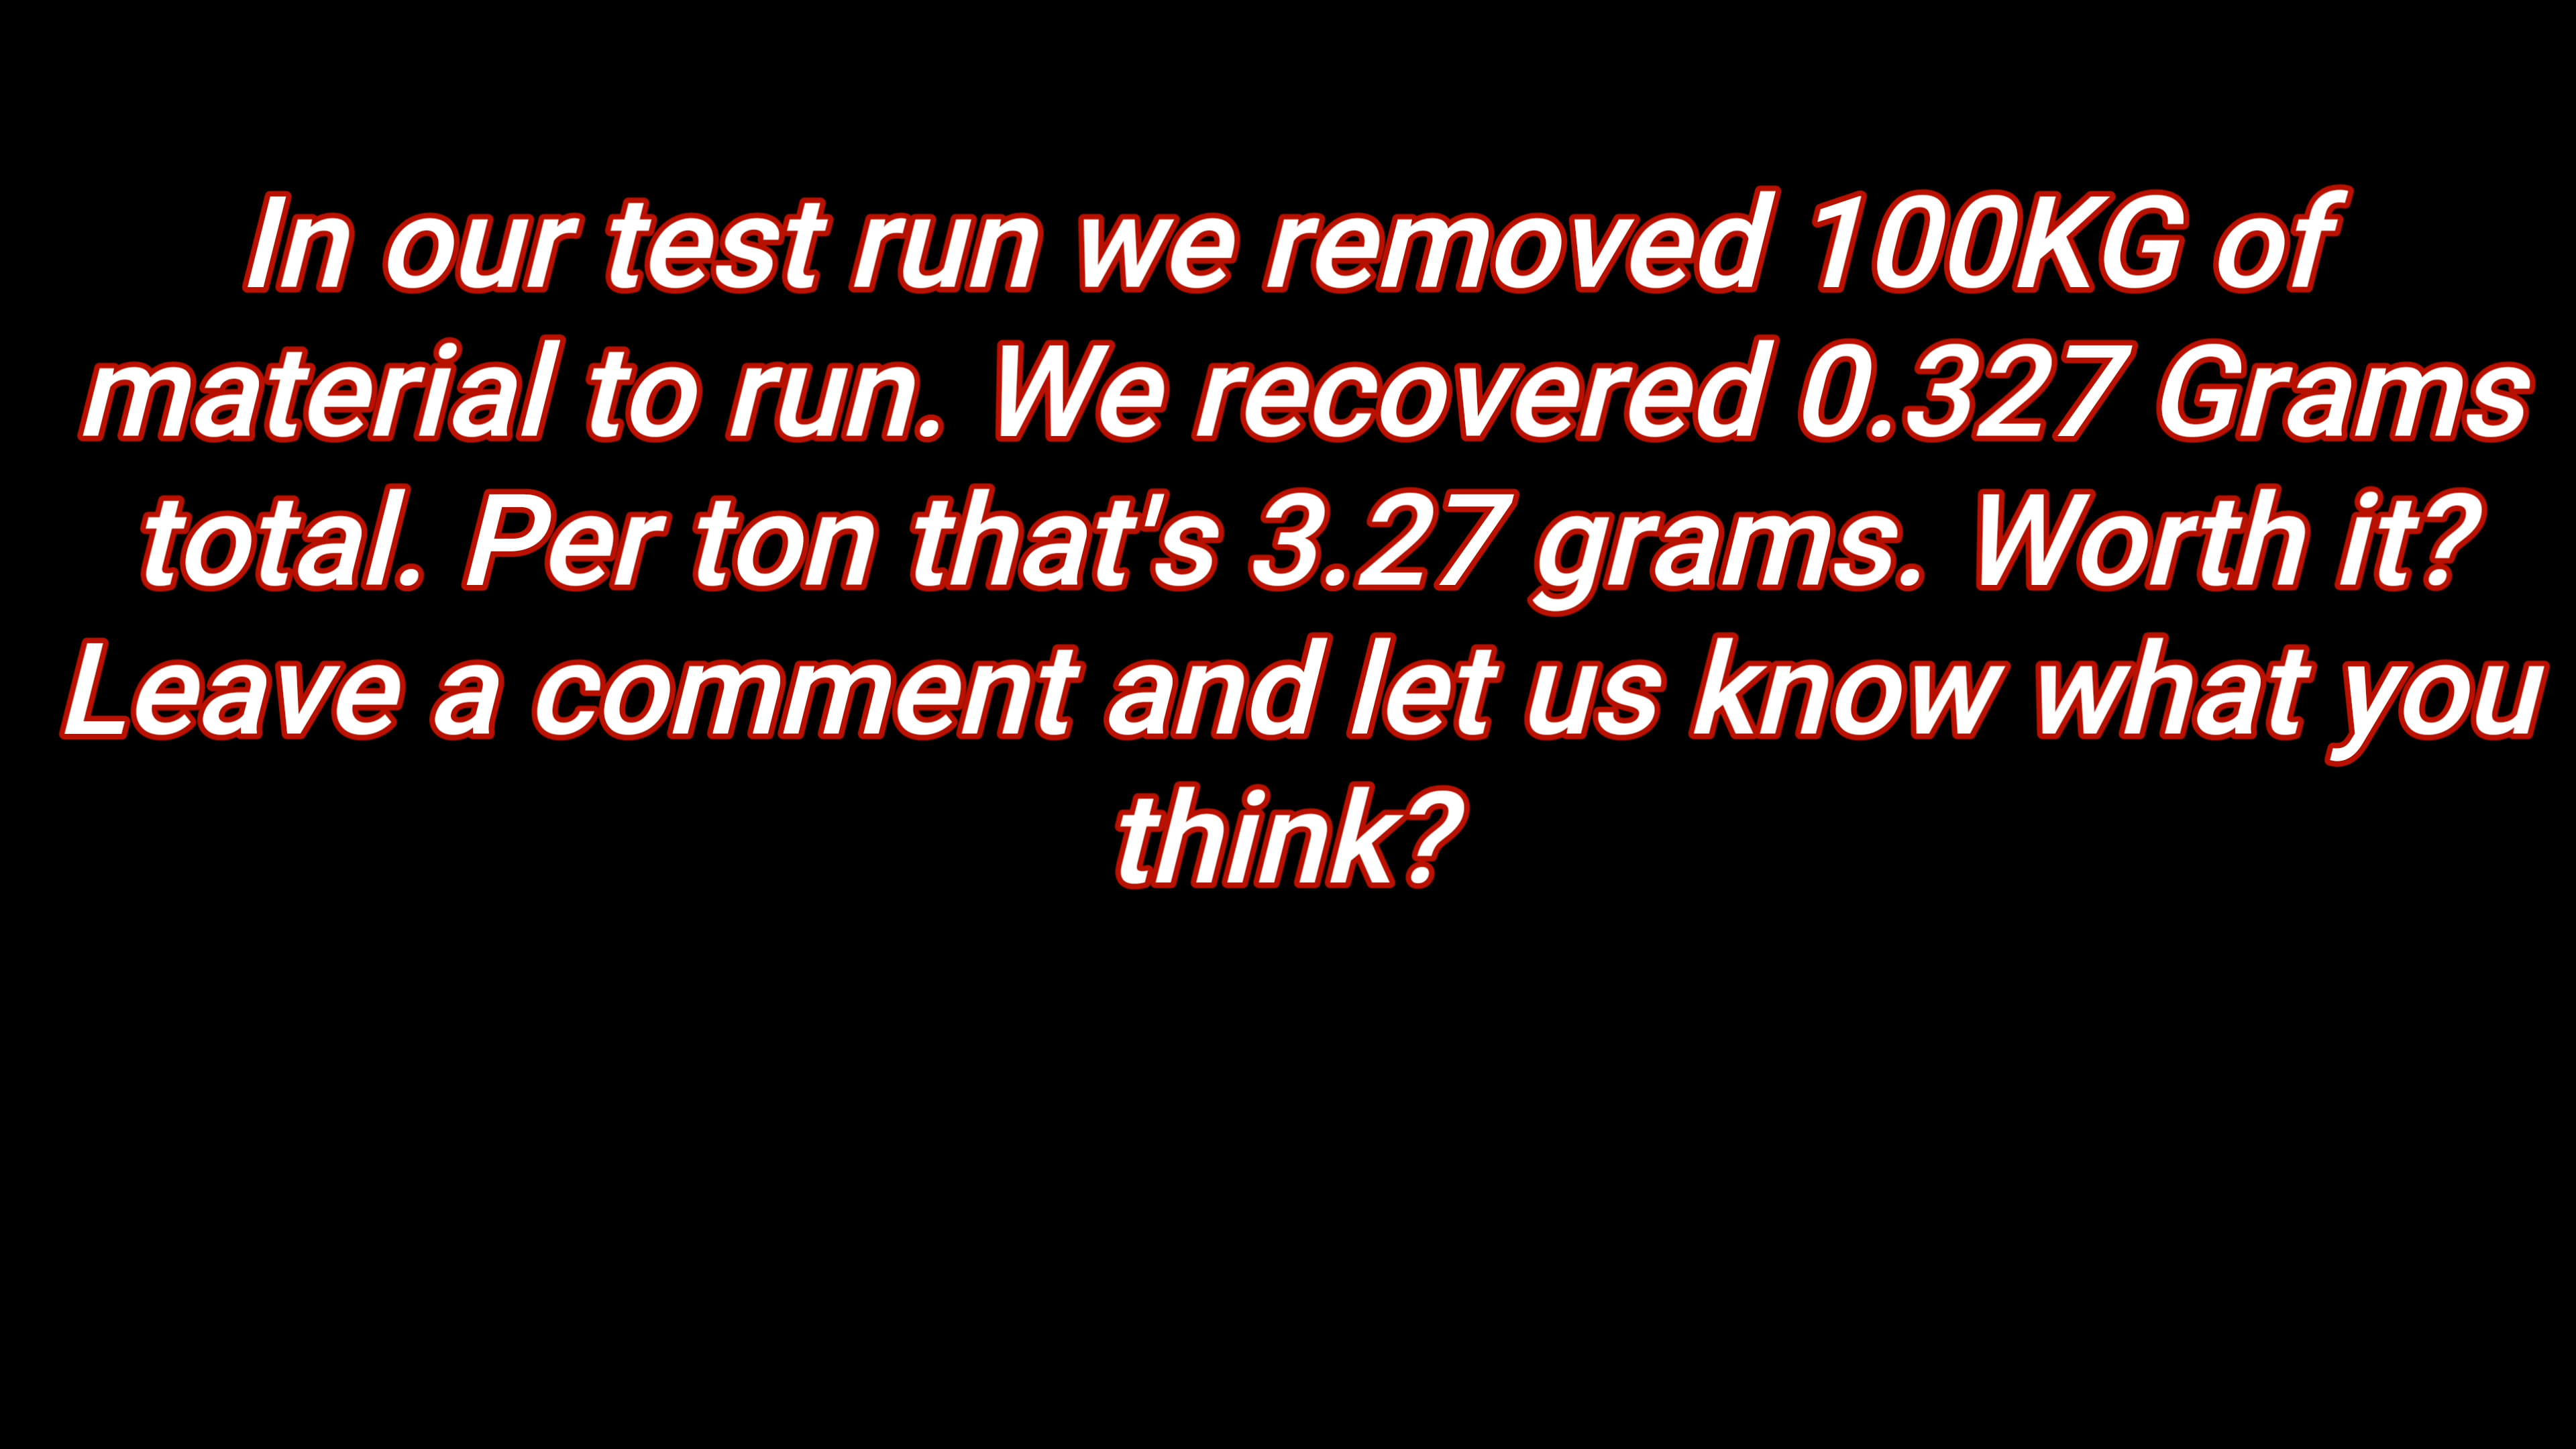 In our test run we removed 100KG of
material to run. We recovered 0.327 Grams
total. Per ton that's 3.27 grams. Worth it?
Leave a comment and let us know what you
think?